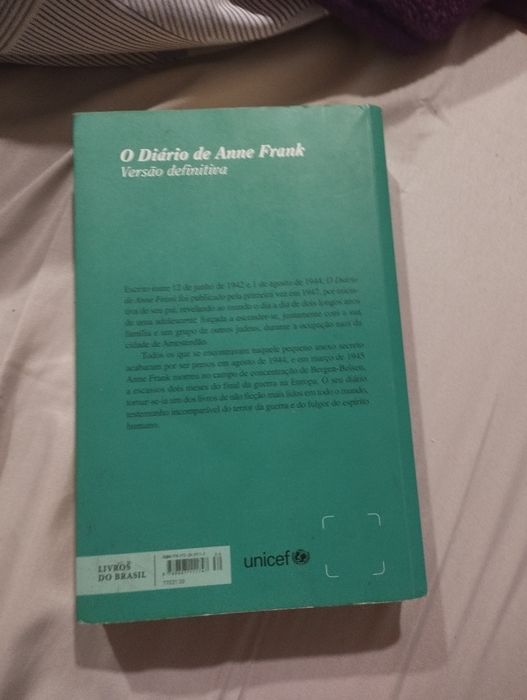 O Diário de Anne Frank
Versão definitiva
Escrito entre 12 de junho de 1942 e 1 de agosto de 1944, O Diário
de Anne Frank foi publicado pela primeira vez em 1947, por inicia-
tiva de seu pai, revelando ao mundo o dia a dia de dois longos anos
de uma adolescente forçada a esconder-se, juntamente com a sua
família e um grupo de outros judeus, durante a ocupação nazi da
cidade de Amesterdão.
Todos os que se encontravam naquele pequeno anexo secreto
acabaram por ser presos em agosto de 1944, e em março de 1945
Anne Frank morreu no campo de concentração de Bergen-Belsen,
a escassos dois meses do final da guerra na Europa. O seu diário
tornar-se-ia um dos livros de não ficção mais lidos em todo o mundo,
testemunho incomparável do terror da guerra e do fulgor do espírito
humano.
LIVROS
DO BRASIL
unicef